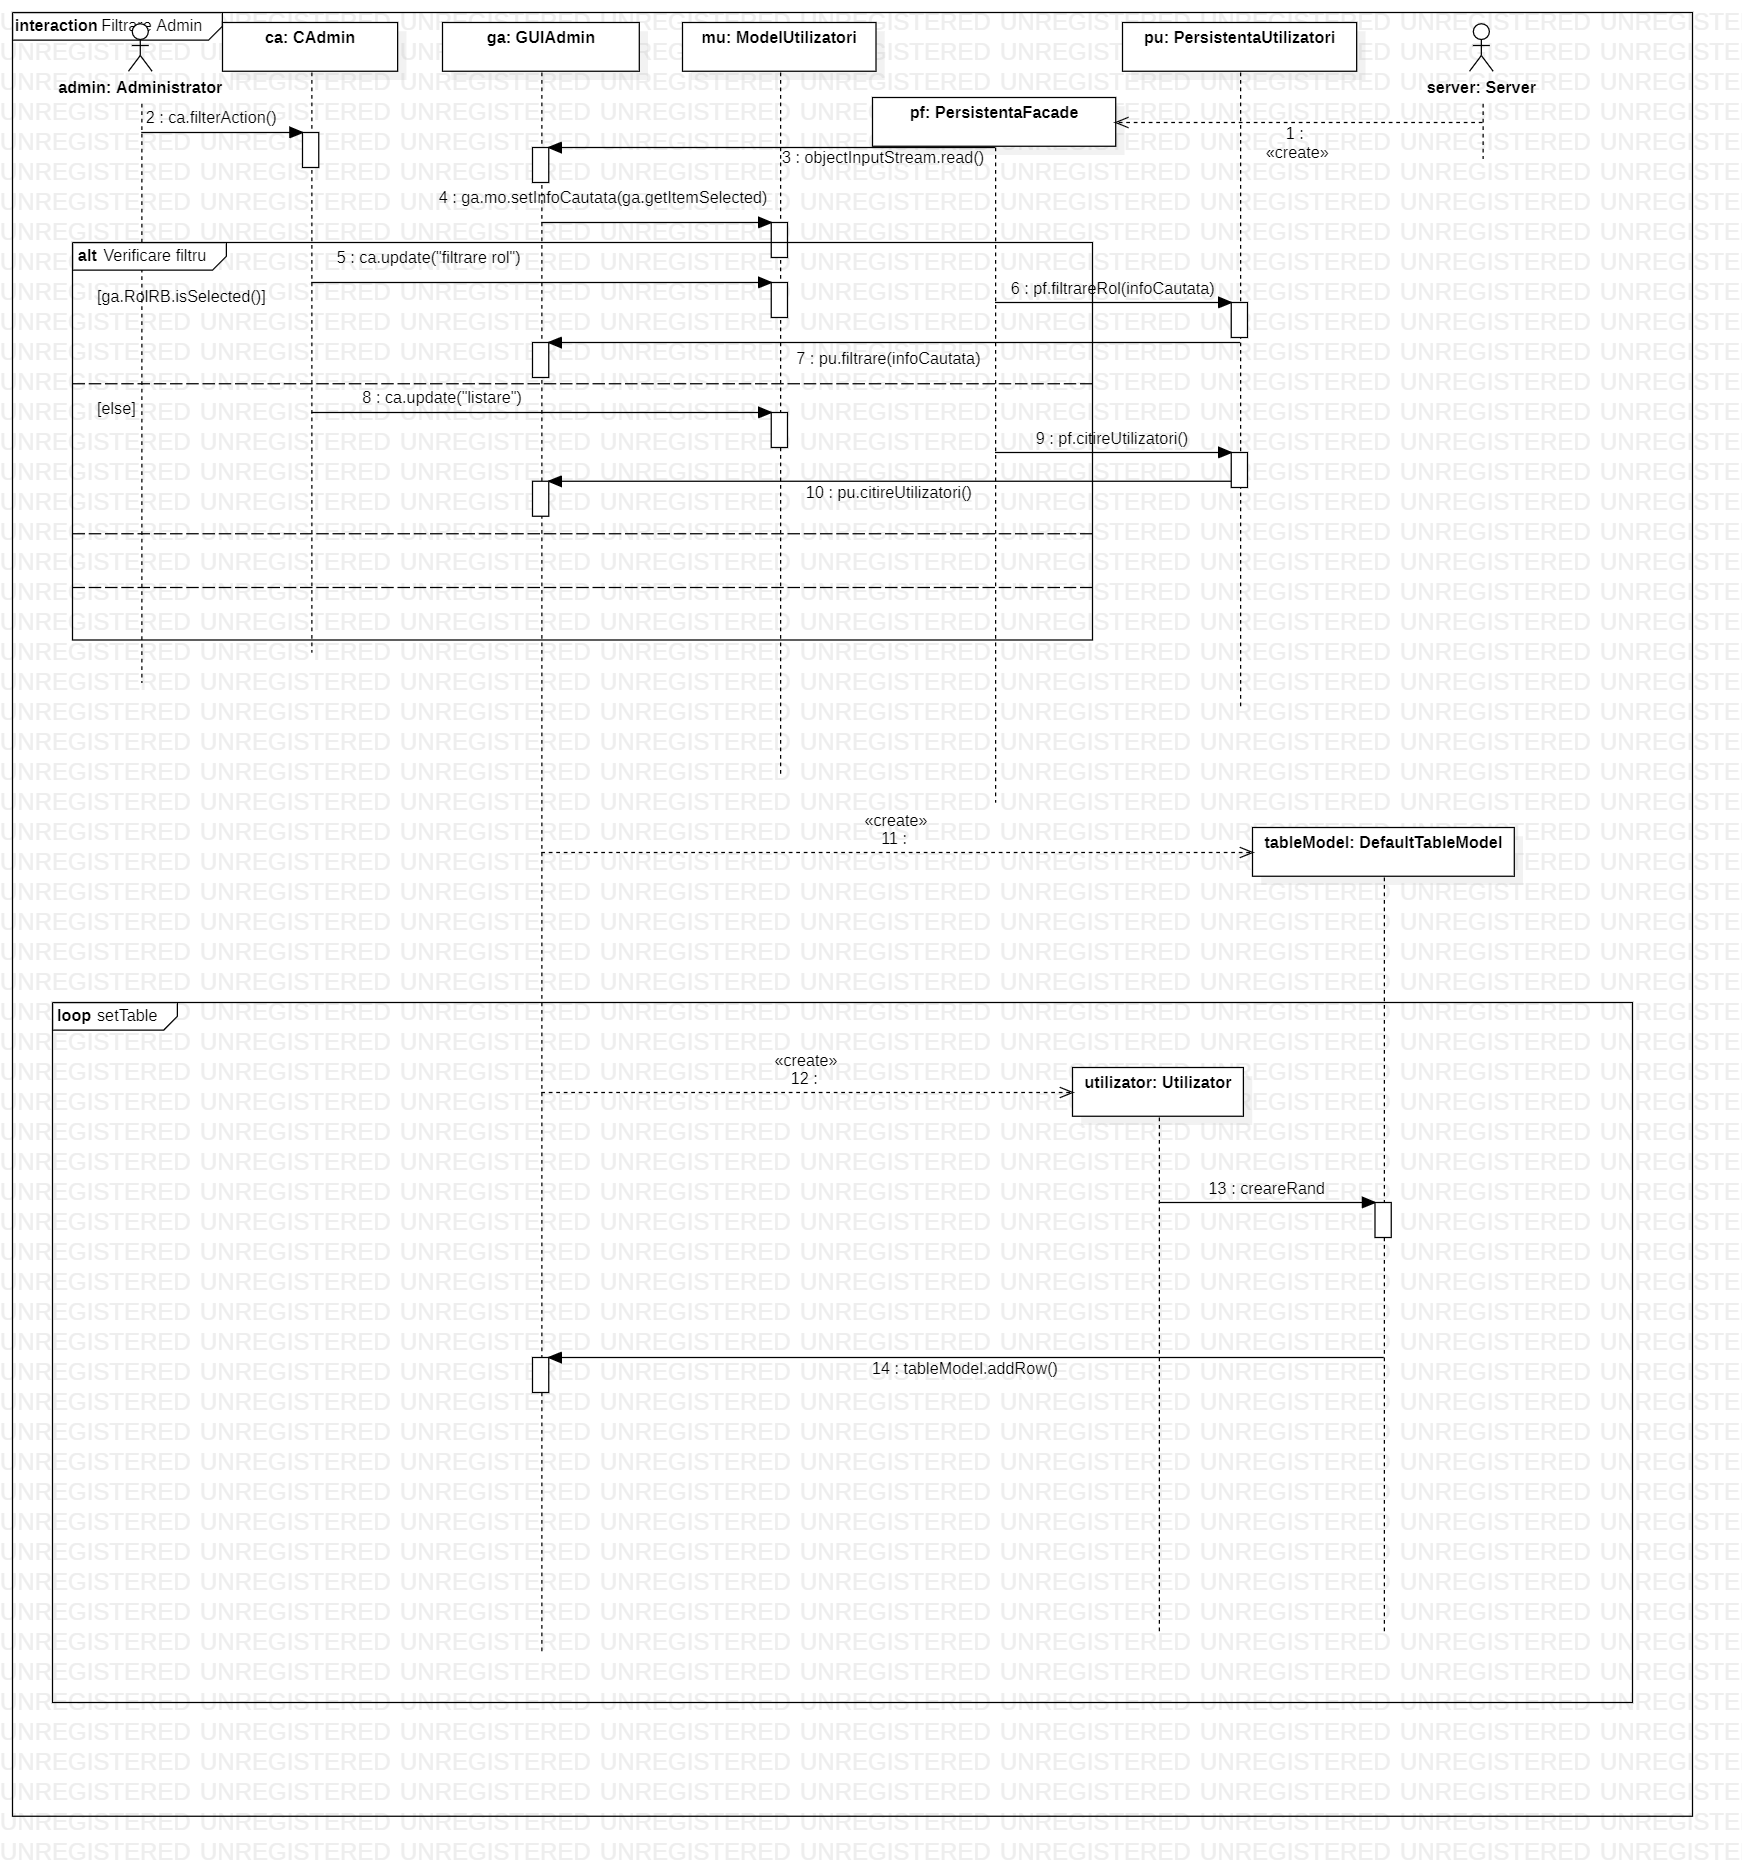 interaction Filtrare Admin
ca: CAdmin
ga: GUIAdmin
mu: ModelUtilizatori
pu: PersistentaUtilizatori
admin: Administrator
server: Server
pf: PersistentaFacade
2 : ca.filterAction()
1 :
«create»
3 : objectInputStream.read()
4 : ga.mo.setInfoCautata(ga.getItemSelected)
alt Verificare filtru
5 : ca.update("filtrare rol")
[ga.RolRB.isSelected()]
6 : pf.filtrareRol(infoCautata)
7 : pu.filtrare(infoCautata)
8 : ca.update("listare")
[else]
9 : pf.citireUtilizatori()
10 : pu.citireUtilizatori()
«create»
11 :
tableModel: DefaultTableModel
loop setTable
«create»
12 :
utilizator: Utilizator
13 : creareRand
14 : tableModel.addRow()
UNREGISTERED